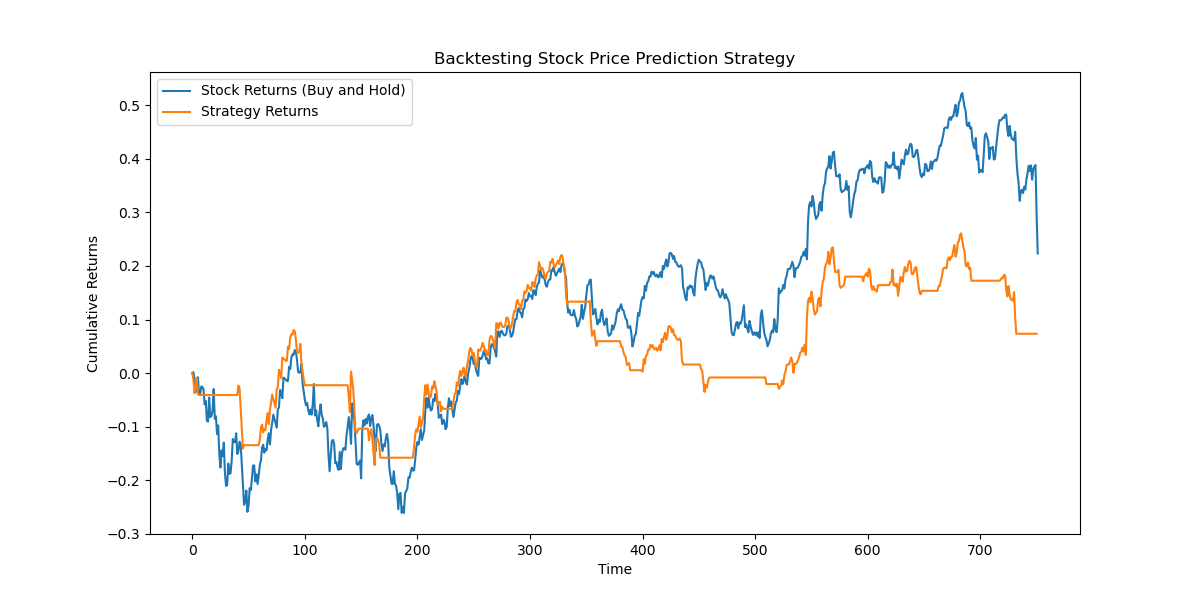 Backtesting Stock Price Prediction Strategy
Stock Returns (Buy and Hold)
Strategy Returns
Cumulative Returns
0.5
0.4
0.3
0.2
0.1
0.0
−0.1
−0.2
−0.3
0 100 200 300 400 500 600 700
Time